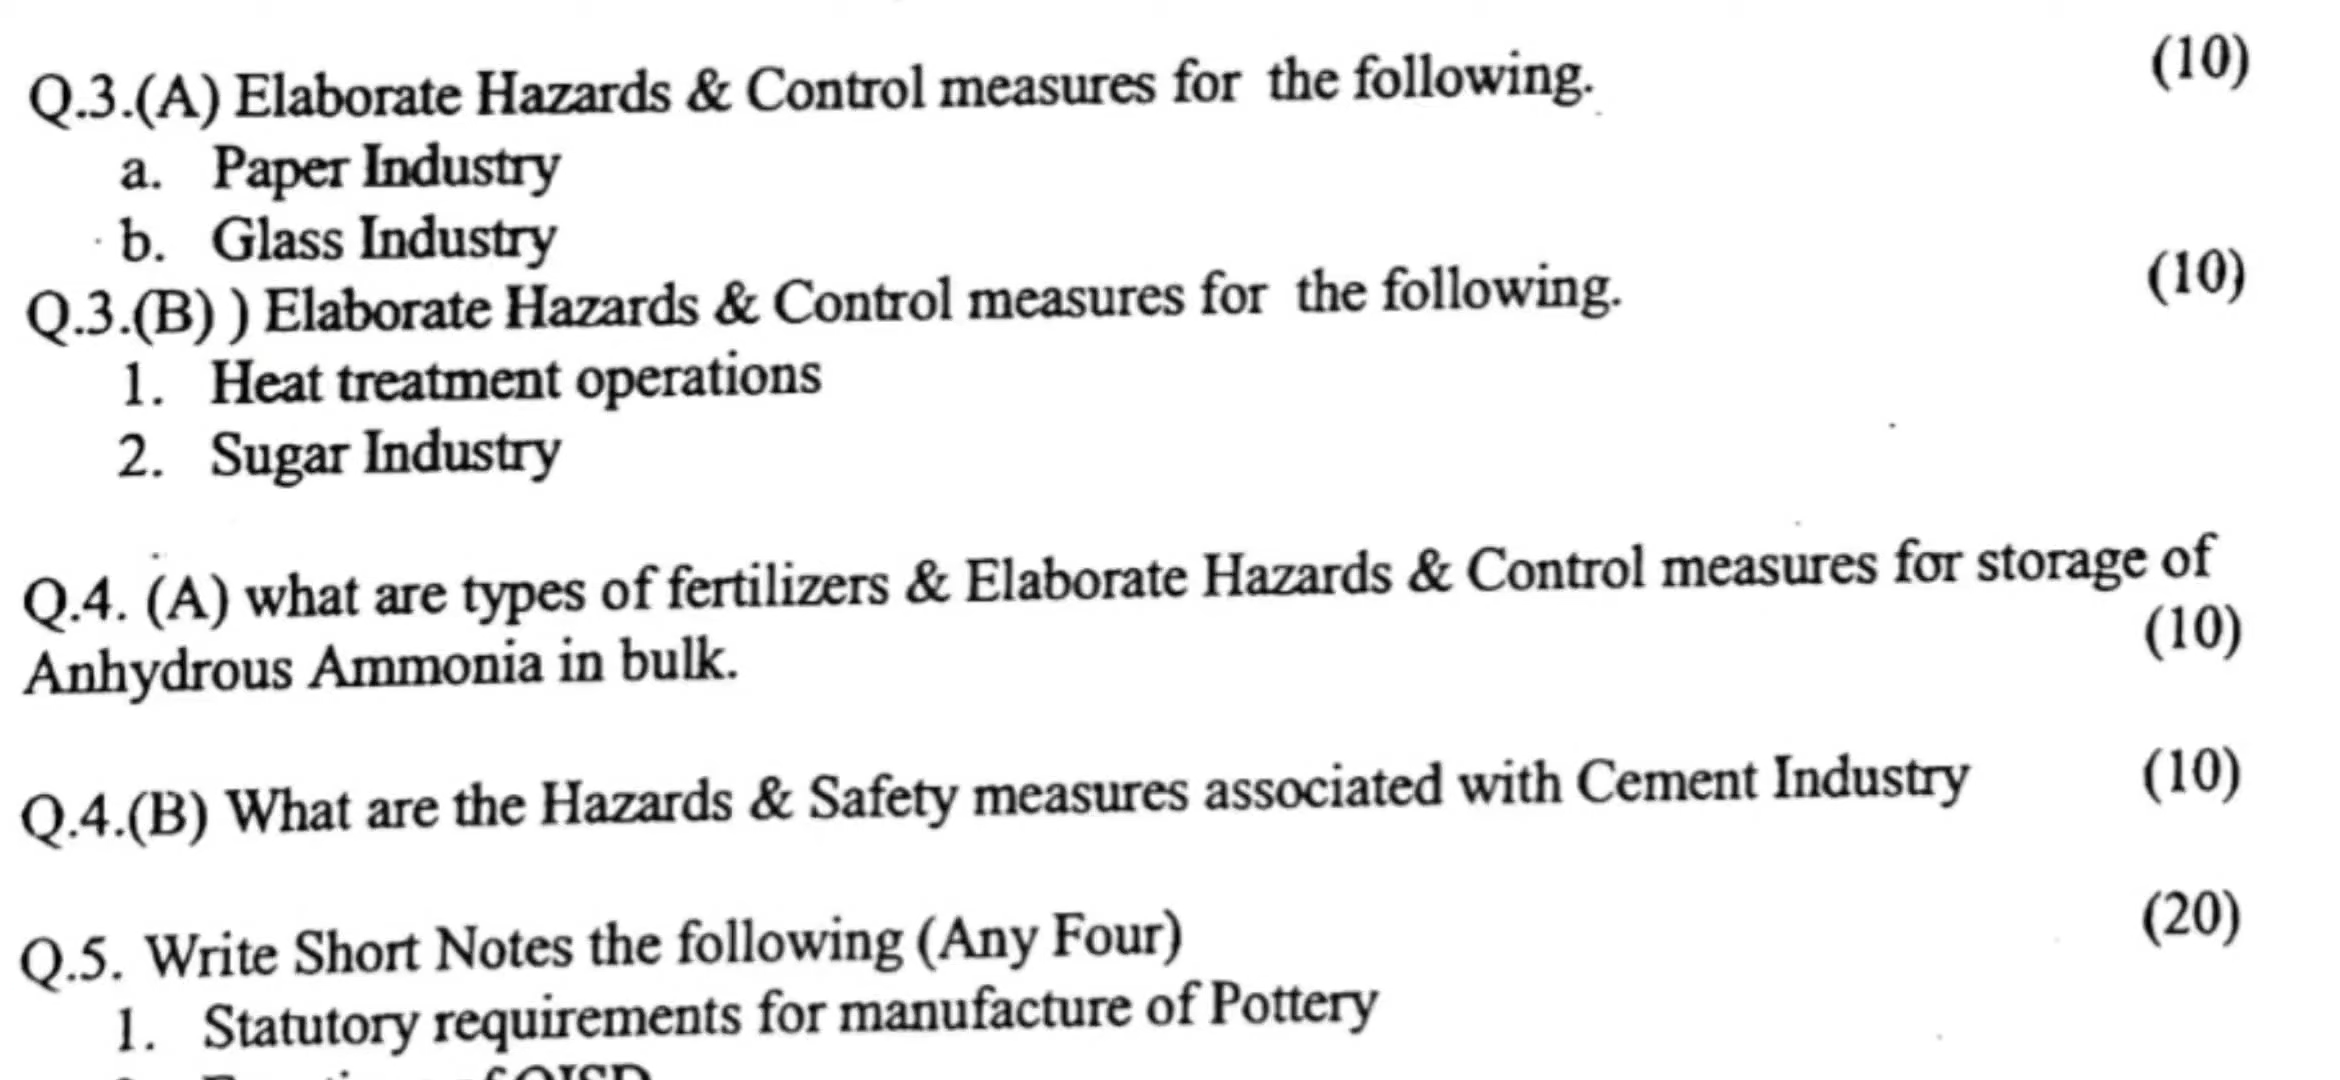 (10)
Q.3.(A) Elaborate Hazards & Control measures for the following.
a. Paper Industry
b. Glass Industry
(10)
Q.3.(B) ) Elaborate Hazards & Control measures for the following.
1. Heat treatment operations
2. Sugar Industry
Q.4. (A) what are types of fertilizers & Elaborate Hazards & Control measures for storage of
Anhydrous Ammonia in bulk. (10)
Q.4.(B) What are the Hazards & Safety measures associated with Cement Industry (10)
(20)
Q.5. Write Short Notes the following (Any Four)
1. Statutory requirements for manufacture of Pottery
of OISD